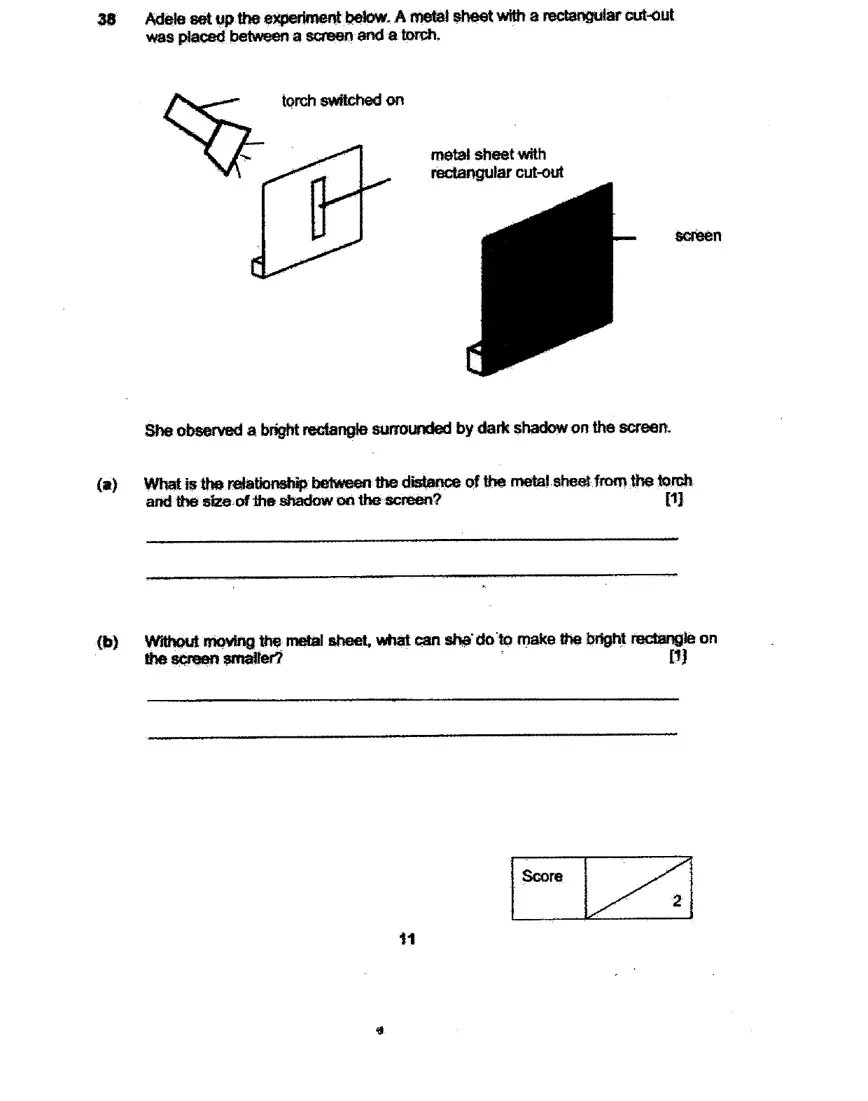 38 Adele set up the experiment below. A metal sheet with a rectangular cut-out
was placed between a screen and a torch.
torch switched on
metal sheet with
rectangular cut-out
screen
She observed a bright rectangle surrounded by dark shadow on the screen.
(a) What is the relationship between the distance of the metal sheet from the torch
and the size of the shadow on the screen? [1]
(b) Without moving the metal sheet, what can she do to make the bright rectangle on
the screen smaller? [1]
Score
2
11